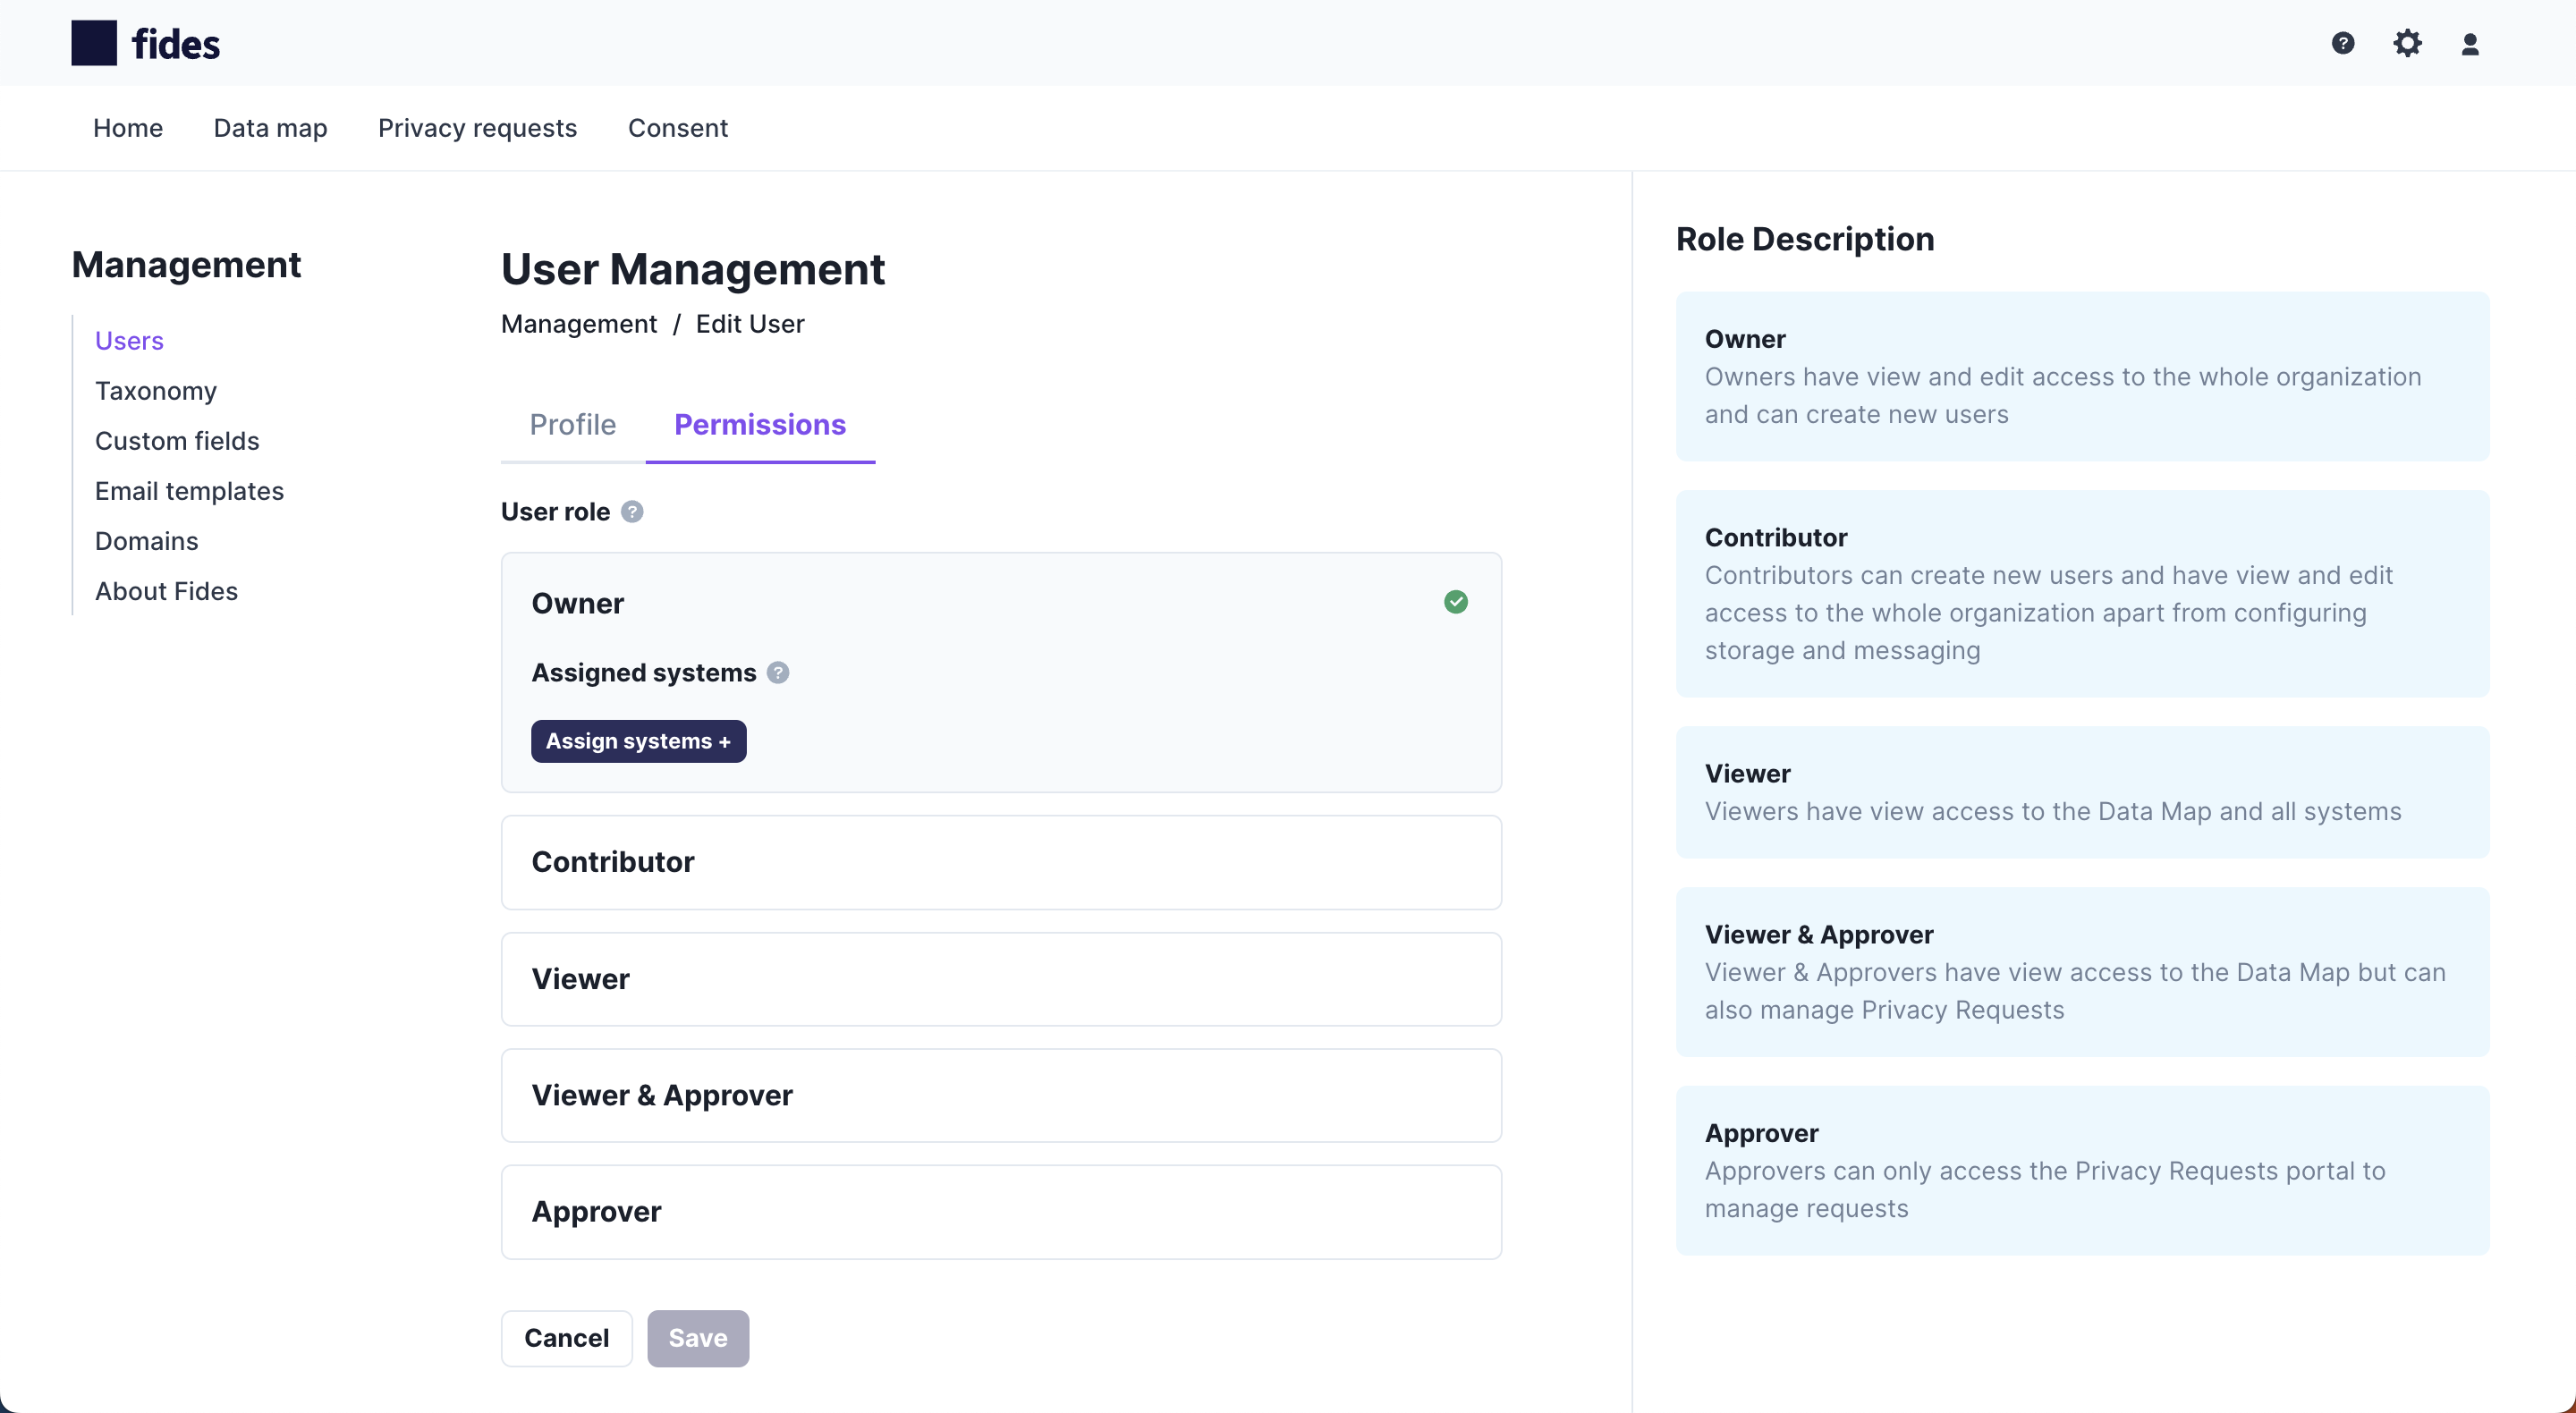 fides
Home
Data map
Privacy requests
Consent
Management
Users
Taxonomy
Custom fields
Email templates
Domains
About Fides
User Management
Management / Edit User
Profile
Permissions
User role ?
Owner
Assigned systems ?
Assign systems +
Contributor
Viewer
Viewer & Approver
Approver
Cancel
Save
Role Description
Owner
Owners have view and edit access to the whole organization
and can create new users
Contributor
Contributors can create new users and have view and edit
access to the whole organization apart from configuring
storage and messaging
Viewer
Viewers have view access to the Data Map and all systems
Viewer & Approver
Viewer & Approvers have view access to the Data Map but can
also manage Privacy Requests
Approver
Approvers can only access the Privacy Requests portal to
manage requests